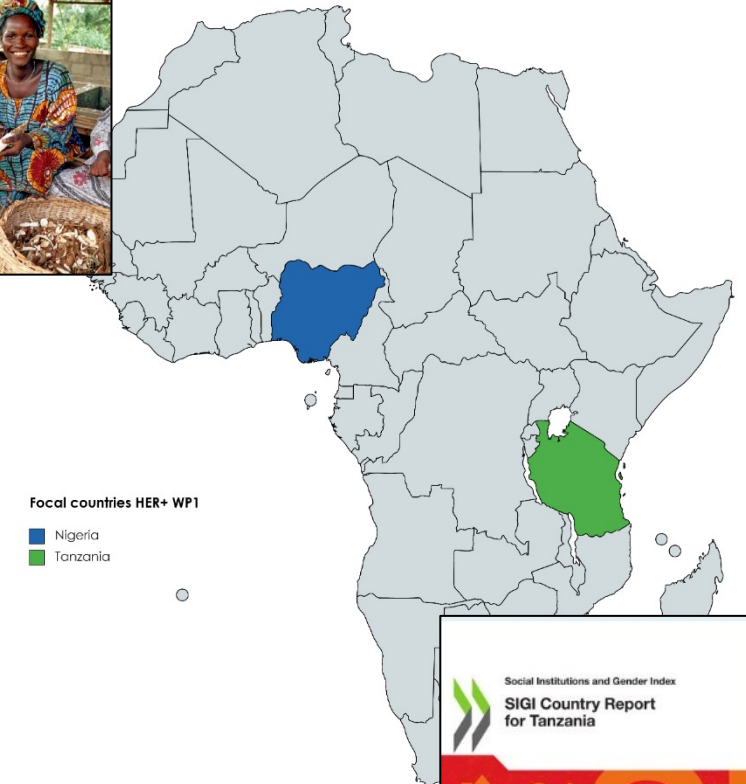 Focal countries HER+ WP1
Nigeria
Tanzania
Social Institutions and Gender Index
SIGI Country Report
for Tanzania